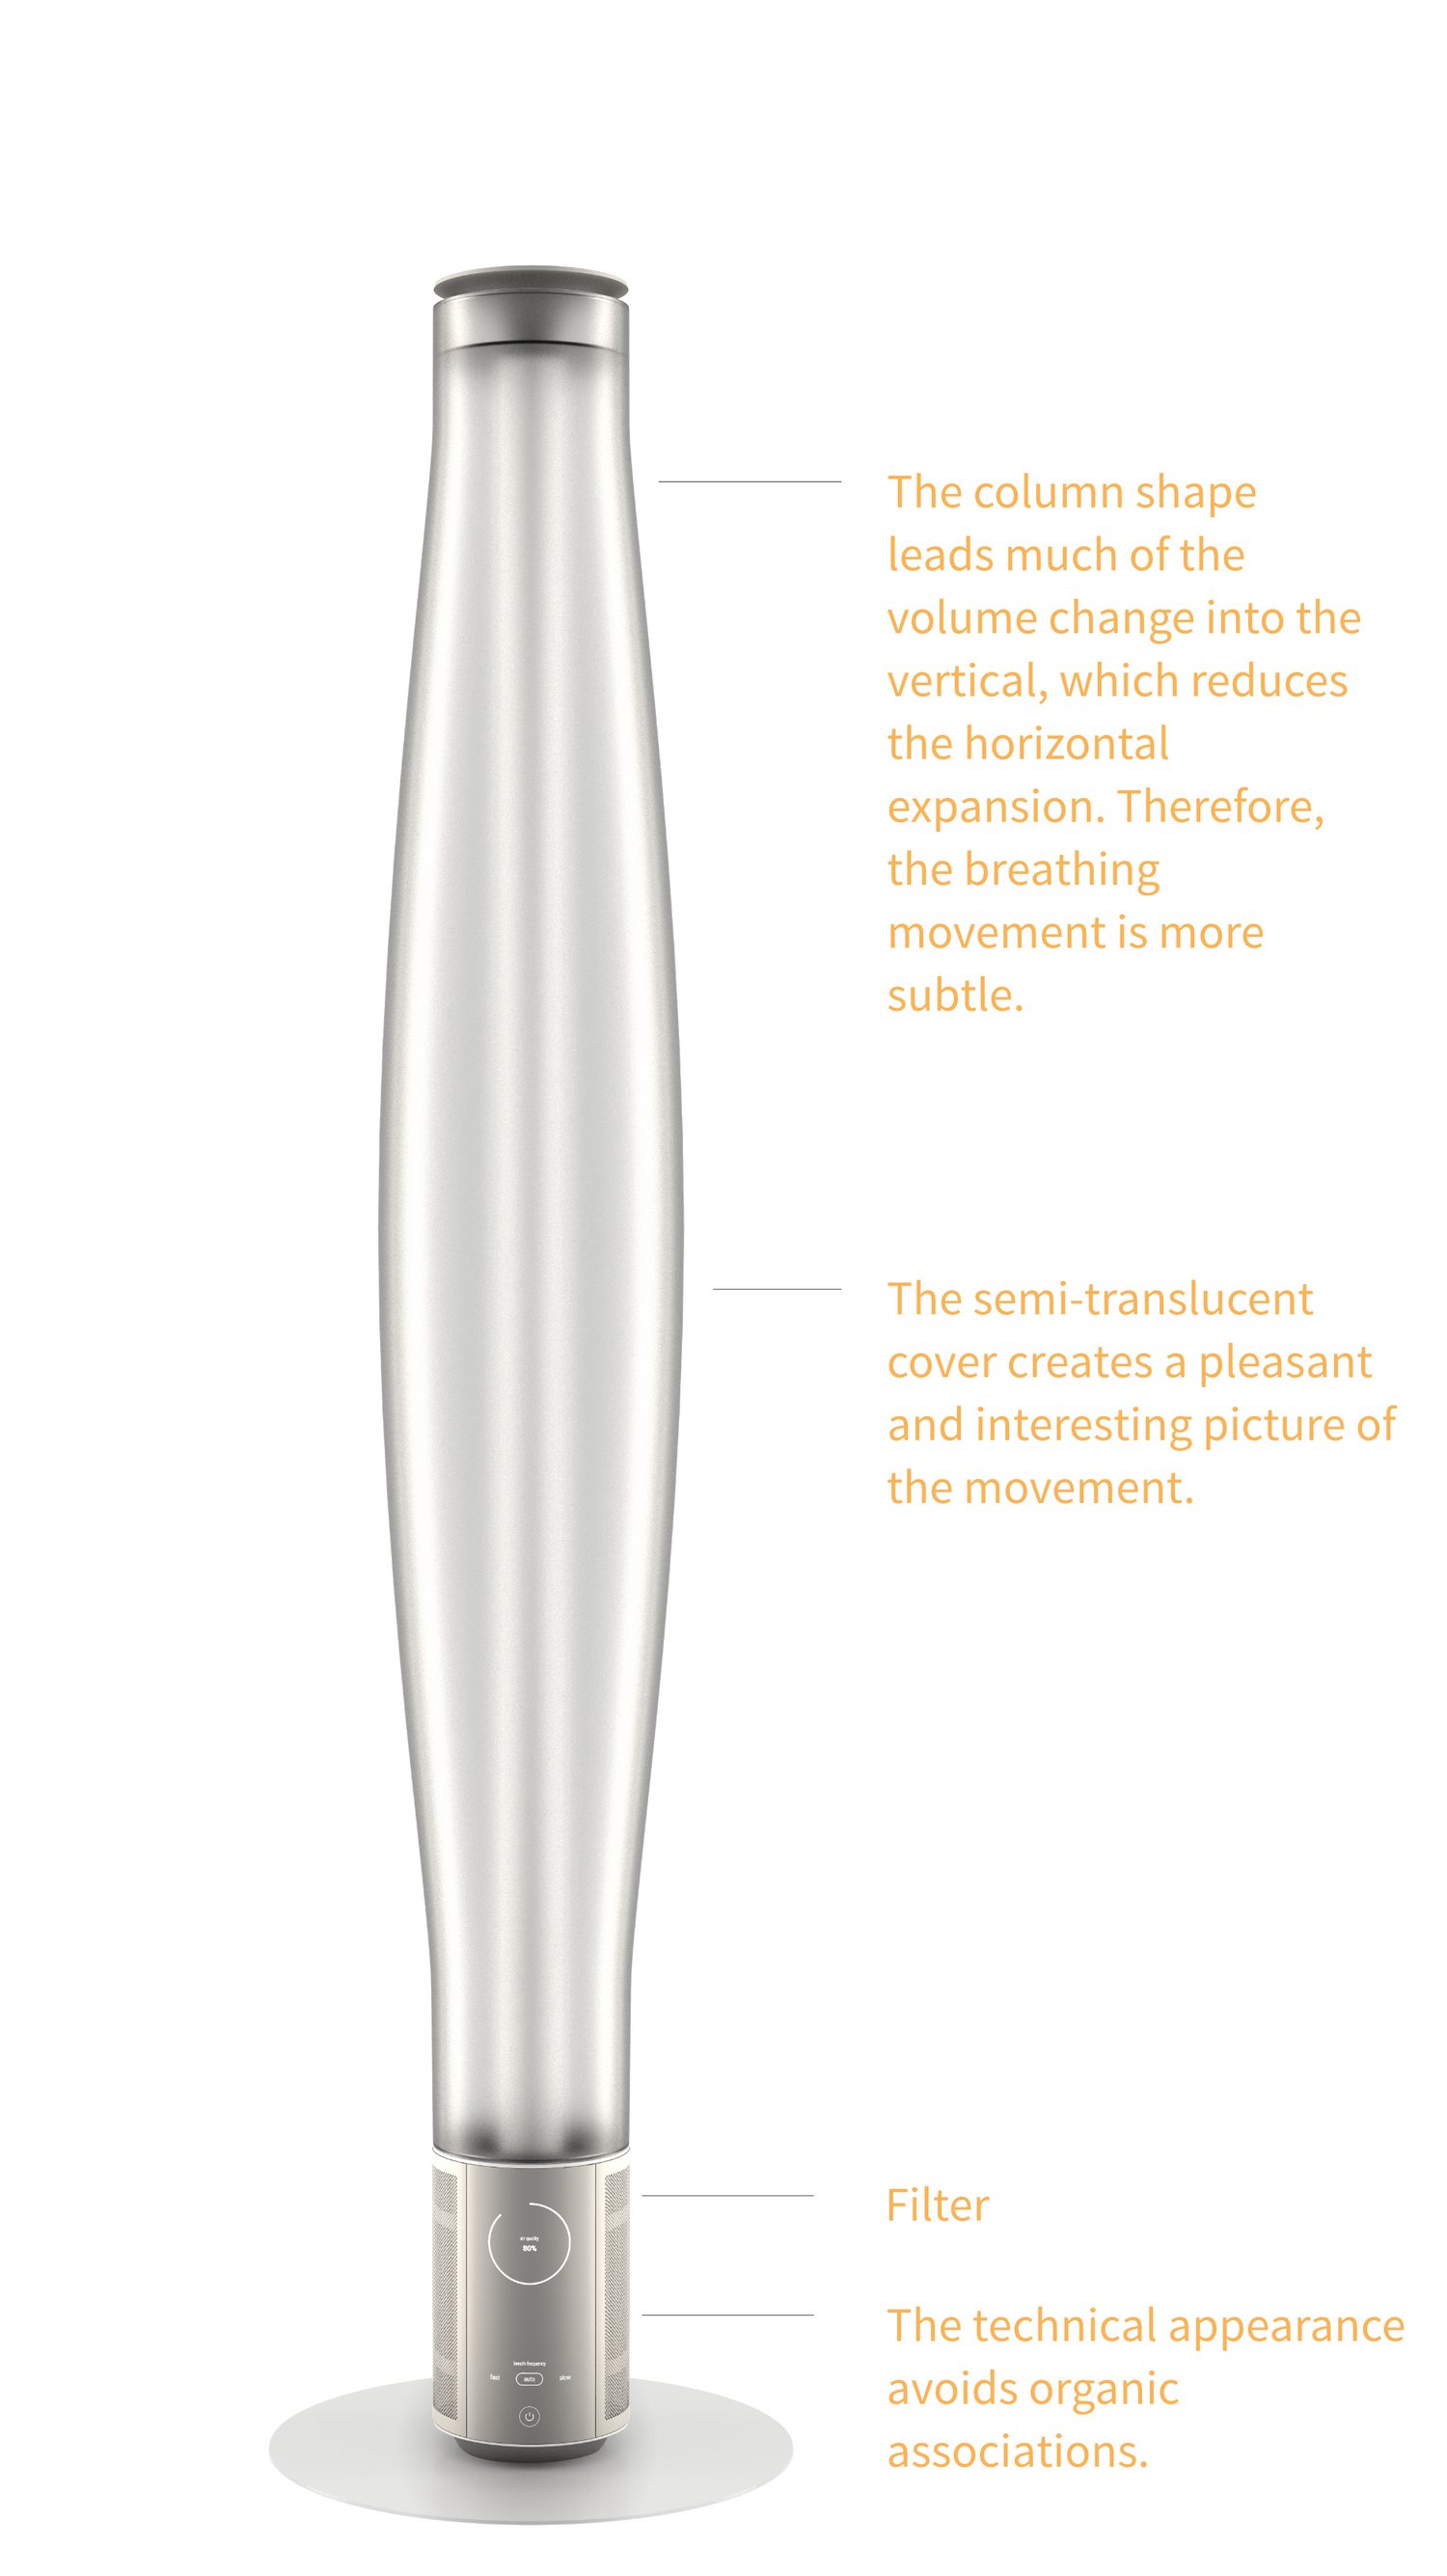 The column shape
leads much of the
volume change into the
vertical, which reduces
the horizontal
expansion. Therefore,
the breathing
movement is more
subtle.
The semi-translucent
cover creates a pleasant
and interesting picture of
the movement.
Filter
air quality
80%
The technical appearance
avoids organic
associations.
breath frequency
fast auto slow